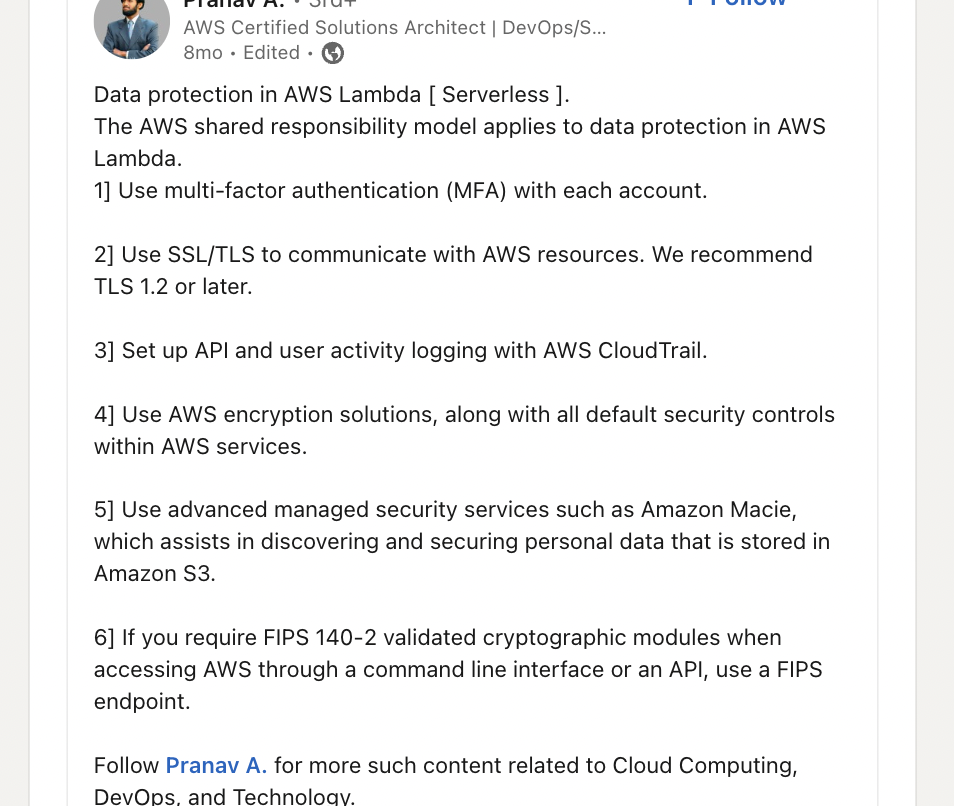 Pranav A. • 3rd+
+ Follow
AWS Certified Solutions Architect | DevOps/S...
8mo • Edited •
Data protection in AWS Lambda [ Serverless ].
The AWS shared responsibility model applies to data protection in AWS
Lambda.
1] Use multi-factor authentication (MFA) with each account.
2] Use SSL/TLS to communicate with AWS resources. We recommend
TLS 1.2 or later.
3] Set up API and user activity logging with AWS CloudTrail.
4] Use AWS encryption solutions, along with all default security controls
within AWS services.
5] Use advanced managed security services such as Amazon Macie,
which assists in discovering and securing personal data that is stored in
Amazon S3.
6] If you require FIPS 140-2 validated cryptographic modules when
accessing AWS through a command line interface or an API, use a FIPS
endpoint.
Follow Pranav A. for more such content related to Cloud Computing,
DevOps, and Technology.